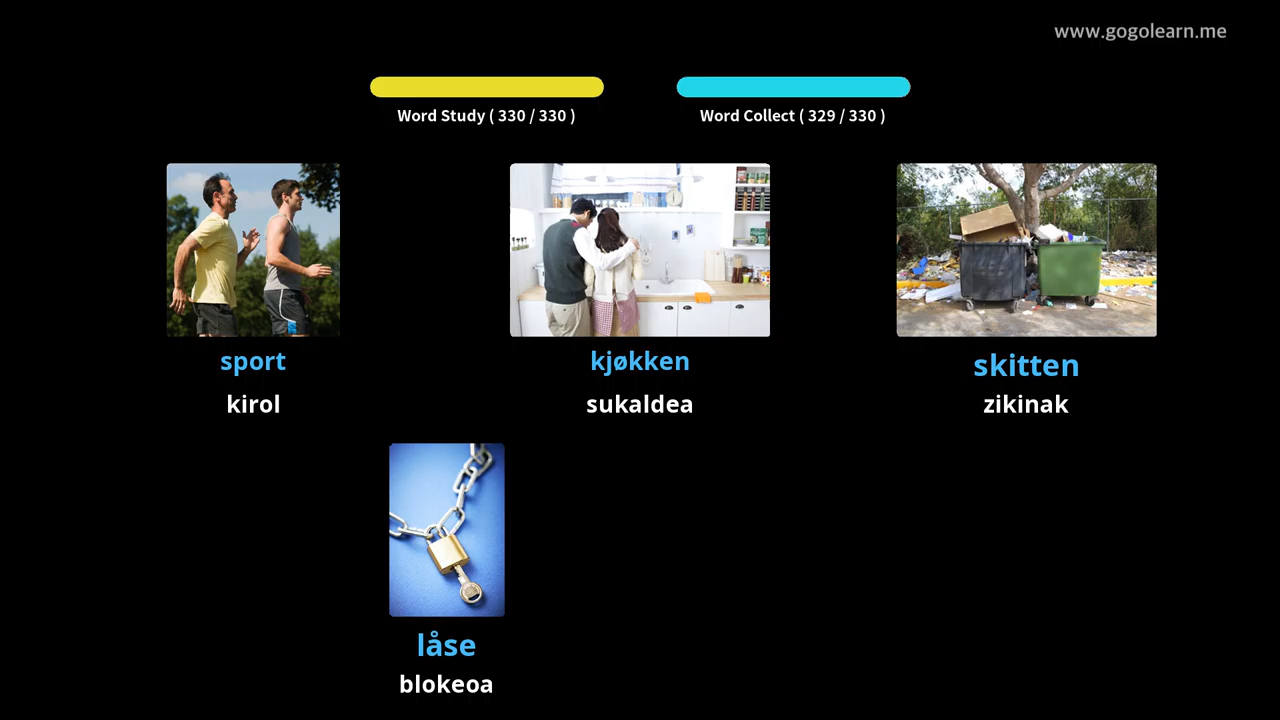 www.gogolearn.me
Word Study ( 330 / 330 )
Word Collect ( 329 / 330 )
sport
kirol
kjøkken
sukaldea
skitten
zikinak
låse
blokeoa